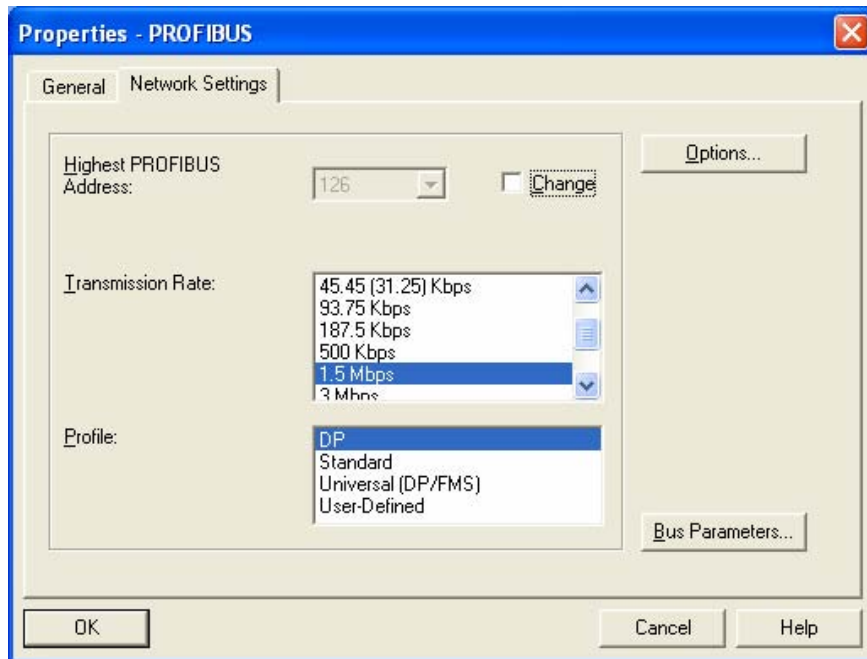 Properties - PROFIBUS
General Network Settings
Highest PROFIBUS
Address:
126
Change
Options...
Transmission Rate:
45.45 (31.25) Kbps
93.75 Kbps
187.5 Kbps
500 Kbps
1.5 Mbps
3 Mbps
Profile:
DP
Standard
Universal (DP/FMS)
User-Defined
Bus Parameters...
OK Cancel Help